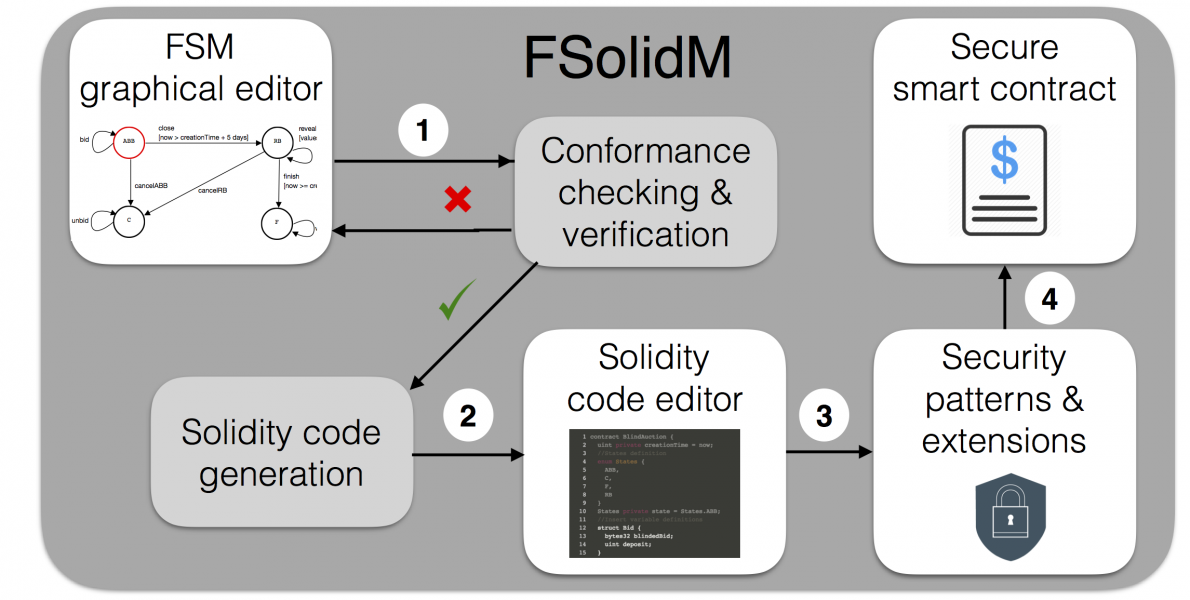 FSolidM
FSM
graphical editor
bid
ABB
close
[now > creationTime + 5 days]
RB
reveal
[value
cancelABB
cancelRB
finish
[now >= cre
unbid
C
F
1
Conformance
checking &
verification
Solidity code
generation
2
Solidity
code editor
1 contract BlindAuction {
2 uint private creationTime = now;
3 //States definition
4 enum States {
5 ABB,
6 C,
7 F,
8 RB
9 }
10 States private state = States.ABB;
11 //Insert variable definitions
12 struct Bid {
13 bytes32 blindedBid;
14 uint deposit;
15 }
3
Security
patterns &
extensions
4
Secure
smart contract
$